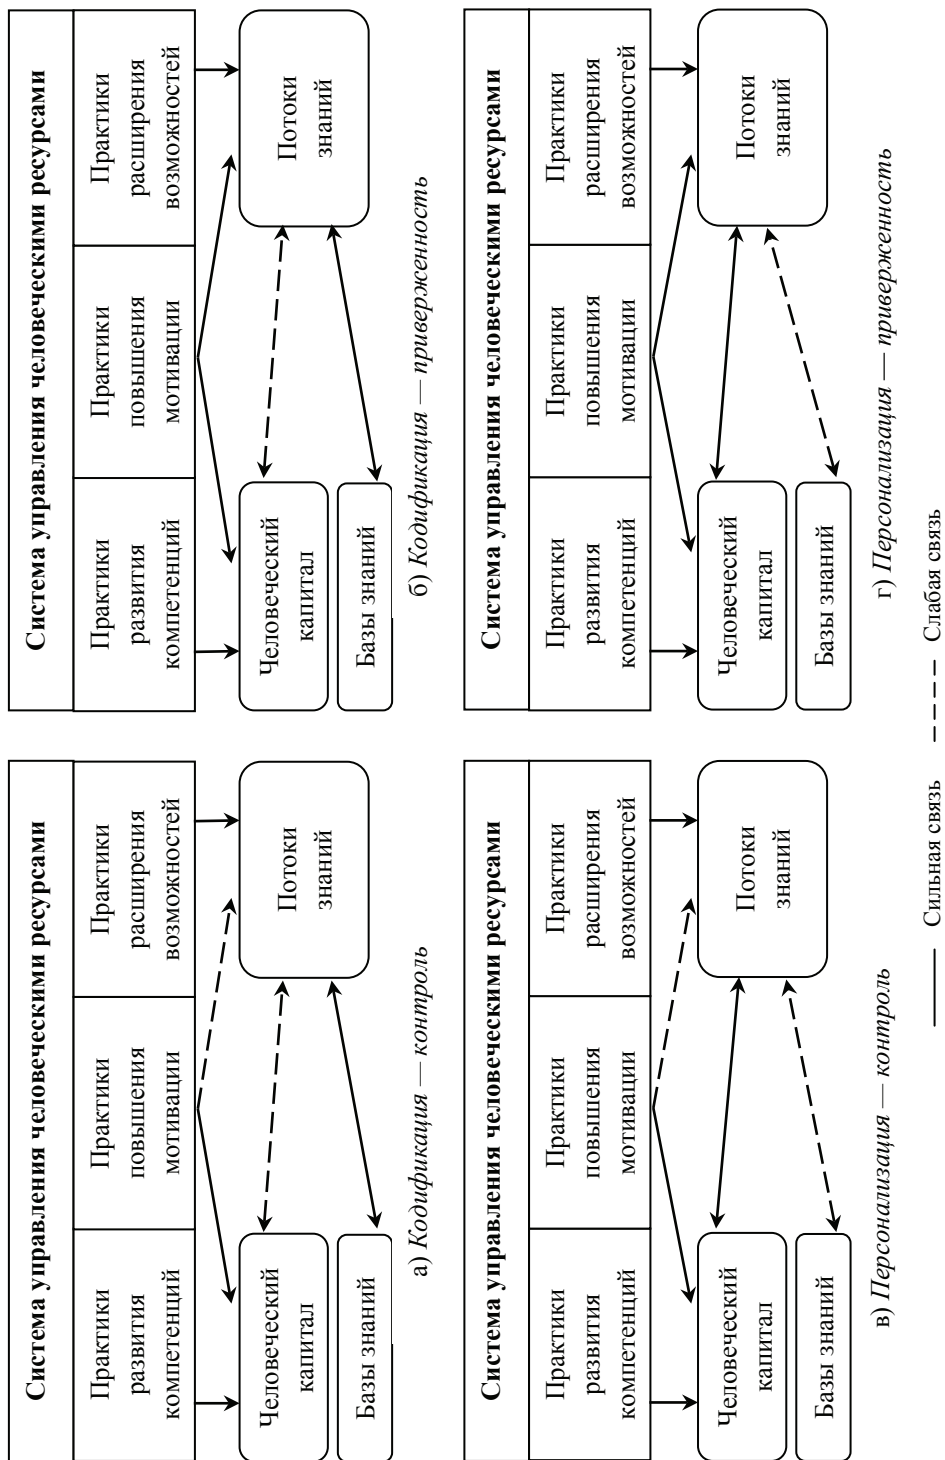 Система управления человеческими ресурсами
Практики
развития
компетенций
Практики
повышения
мотивации
Практики
расширения
возможностей
Человеческий
капитал
Базы знаний
Потоки
знаний
а) Кодификация — контроль
Система управления человеческими ресурсами
Практики
развития
компетенций
Практики
повышения
мотивации
Практики
расширения
возможностей
Человеческий
капитал
Базы знаний
Потоки
знаний
б) Кодификация — приверженность
Система управления человеческими ресурсами
Практики
развития
компетенций
Практики
повышения
мотивации
Практики
расширения
возможностей
Человеческий
капитал
Базы знаний
Потоки
знаний
в) Персонализация — контроль
Система управления человеческими ресурсами
Практики
развития
компетенций
Практики
повышения
мотивации
Практики
расширения
возможностей
Человеческий
капитал
Базы знаний
Потоки
знаний
г) Персонализация — приверженность
Сильная связь
Слабая связь